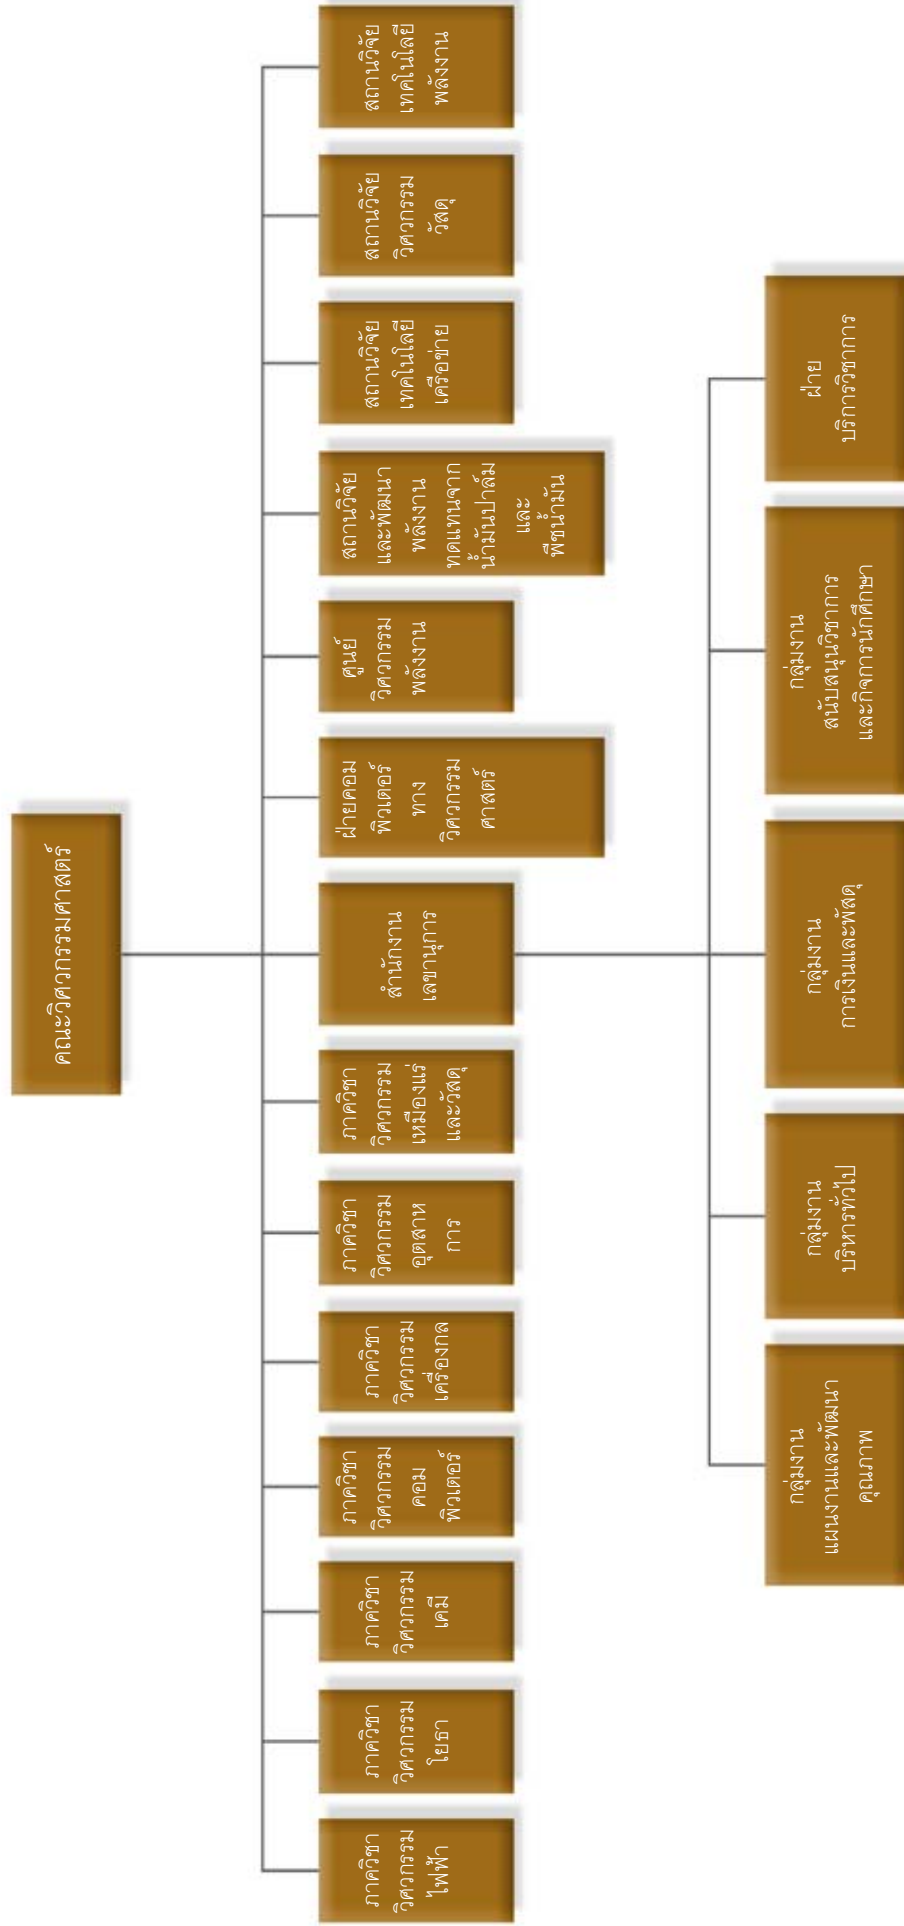 คณะวิศวกรรมศาสตร์
ภาควิชา
วิศวกรรม
ไฟฟ้า
ภาควิชา
วิศวกรรม
โยธา
ภาควิชา
วิศวกรรม
เคมี
ภาควิชา
วิศวกรรม
คอม
พิวเตอร์
ภาควิชา
วิศวกรรม
เครื่องกล
ภาควิชา
วิศวกรรม
อุตสาห
การ
ภาควิชา
วิศวกรรม
เหมืองแร่
และวัสดุ
สำนักงาน
เลขานุการ
ฝ่ายคอม
พิวเตอร์
ทาง
วิศวกรรม
ศาสตร์
ศูนย์
วิศวกรรม
พลังงาน
สถานวิจัย
และพัฒนา
พลังงาน
ทดแทนจาก
น้ำมันปาล์ม
และ
พืชน้ำมัน
สถานวิจัย
เทคโนโลยี
เครือข่าย
สถานวิจัย
วิศวกรรม
วัสดุ
สถานวิจัย
เทคโนโลยี
พลังงาน
กลุ่มงาน
แผนงานและพัฒนา
คุณภาพ
กลุ่มงาน
บริหารทั่วไป
กลุ่มงาน
การเงินและพัสดุ
กลุ่มงาน
สนับสนุนวิชาการ
และกิจการนักศึกษา
ฝ่าย
บริการวิชาการ